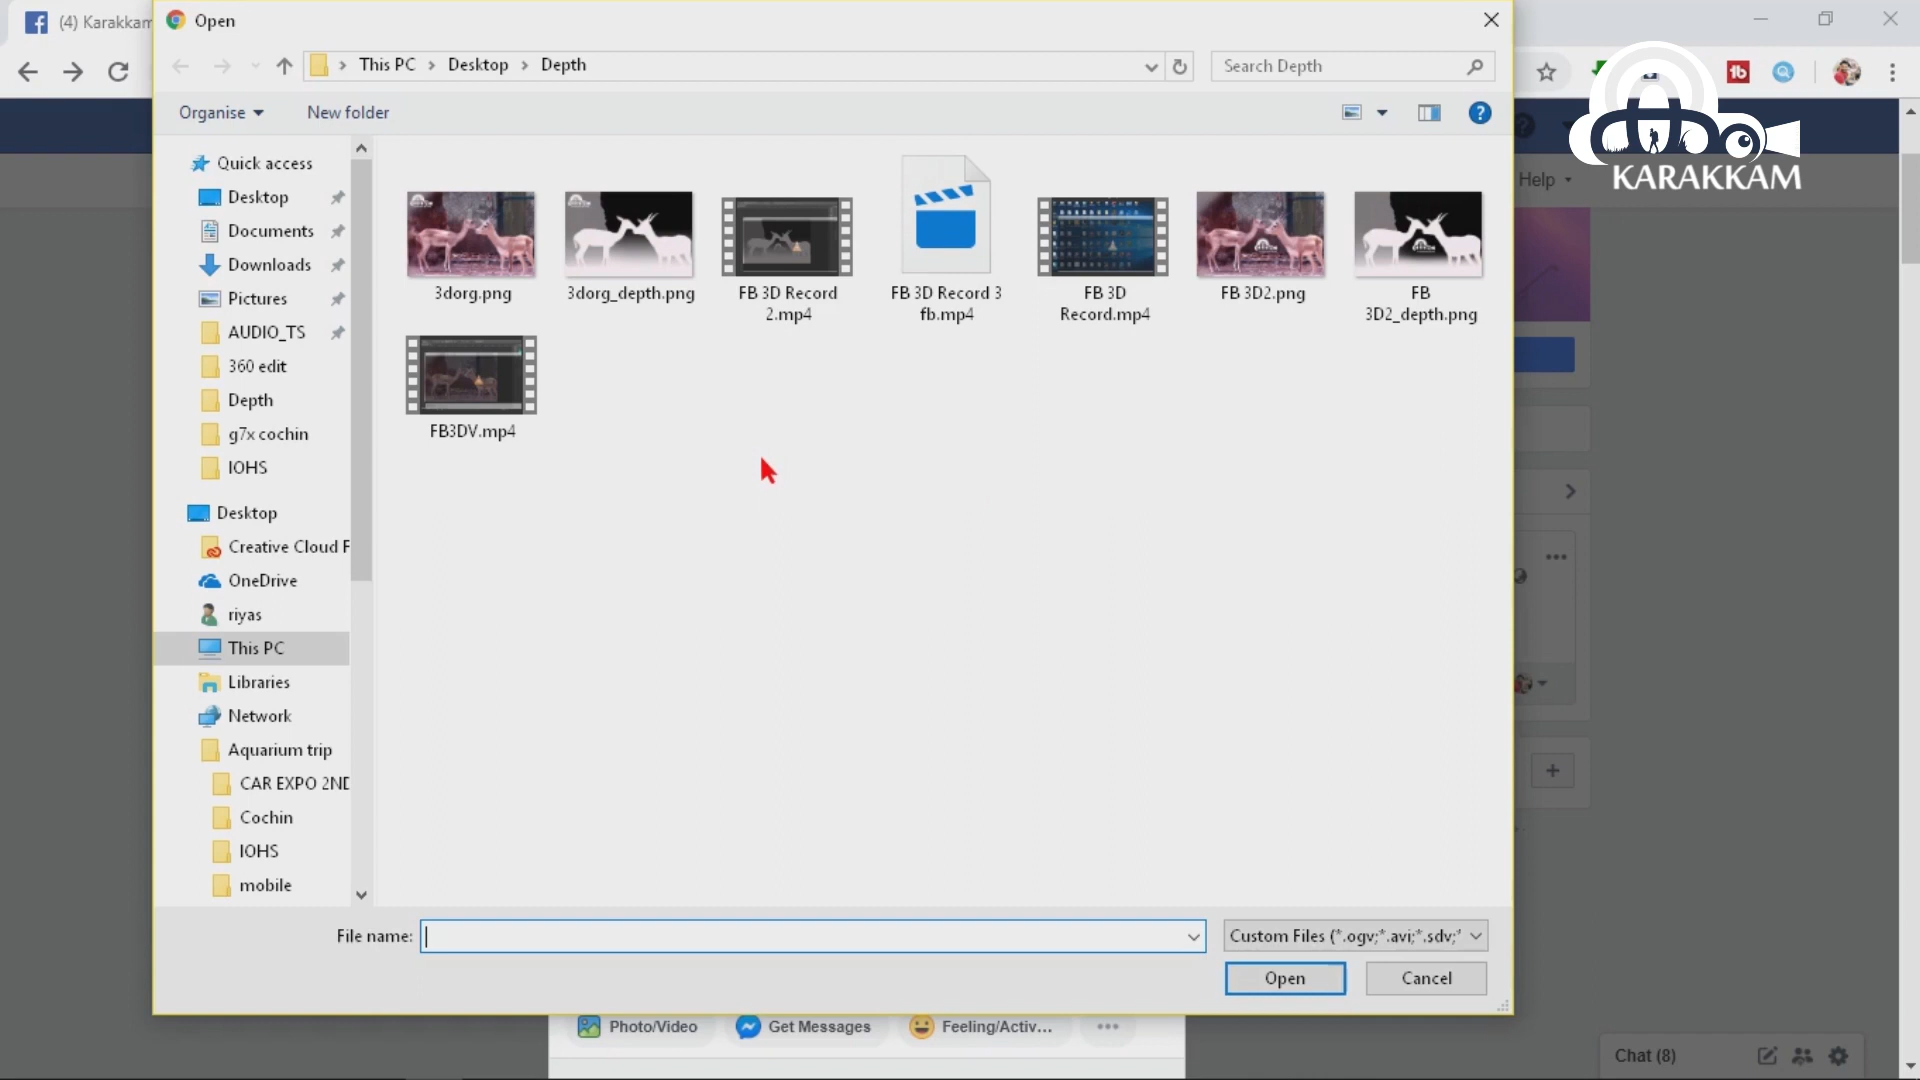 (4) Karakkam
Open
This PC > Desktop > Depth
Search Depth
Organise
New folder
Quick access
Desktop
Documents
Downloads
Pictures
AUDIO_TS
360 edit
Depth
g7x cochin
IOHS
Desktop
Creative Cloud F
OneDrive
riyas
This PC
Libraries
Network
Aquarium trip
CAR EXPO 2ND
Cochin
IOHS
mobile
3dorg.png
3dorg_depth.png
FB 3D Record
2.mp4
FB 3D Record 3
fb.mp4
FB 3D
Record.mp4
FB 3D2.png
FB
3D2_depth.png
FB3DV.mp4
KARAKKAM
Help
File name:
Custom Files (*.ogv;*.avi;*.sdv;*
Open
Cancel
Photo/Video
Get Messages
Feeling/Activ...
Chat (8)